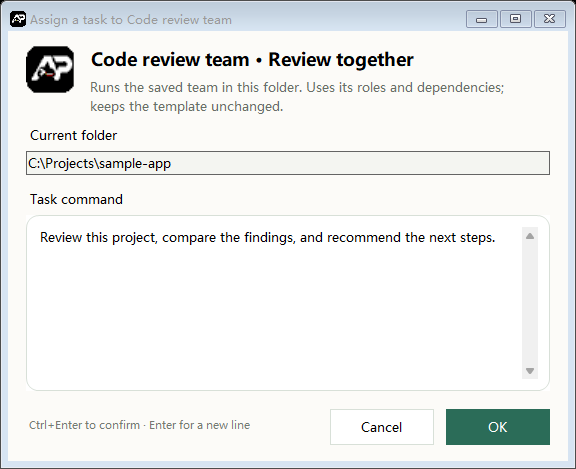 AP Assign a task to Code review team
AP
Code review team • Review together
Runs the saved team in this folder. Uses its roles and dependencies;
keeps the template unchanged.
Current folder
C:\Projects\sample-app
Task command
Review this project, compare the findings, and recommend the next steps.
Ctrl+Enter to confirm · Enter for a new line
Cancel
OK